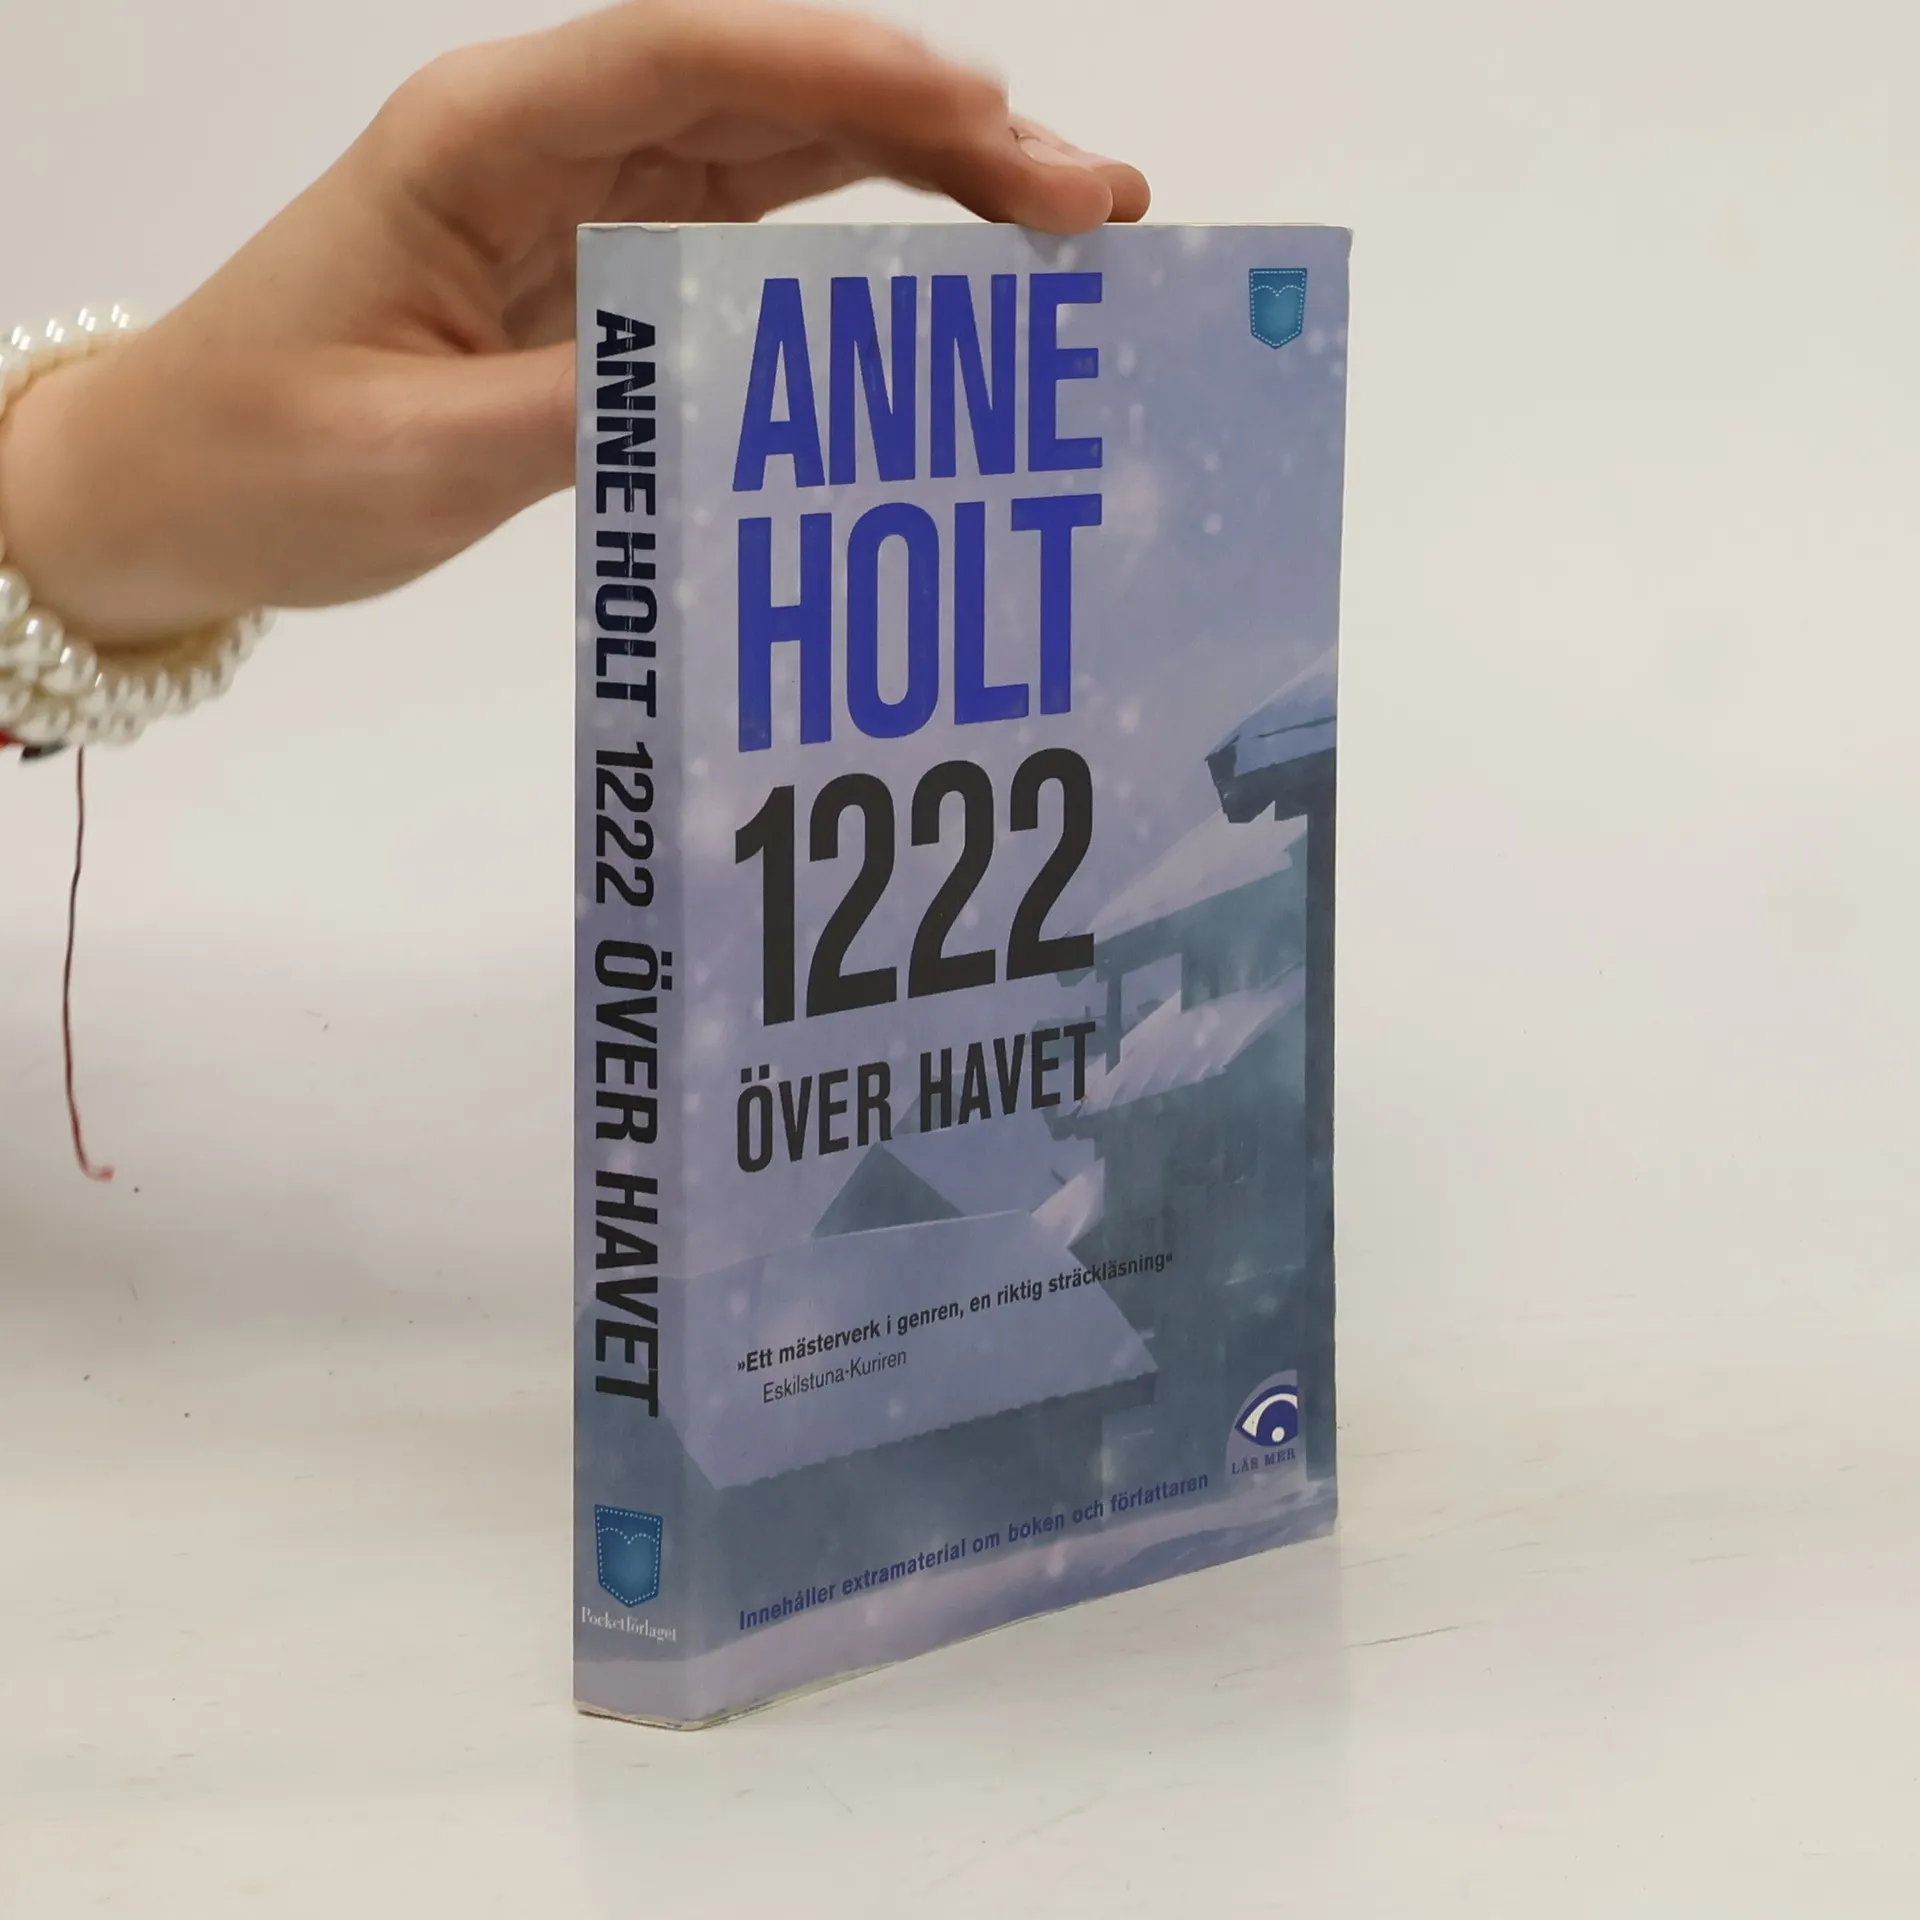 ANNE HOLT 1222 ÖVER HAVET
Pocketförlaget
ANNE
HOLT
1222
ÖVER HAVET
»Ett mästerverk i genren, en riktig sträckläsning«
Eskilstuna-Kuriren
LÄS MER
Innehåller extramaterial om boken och författaren